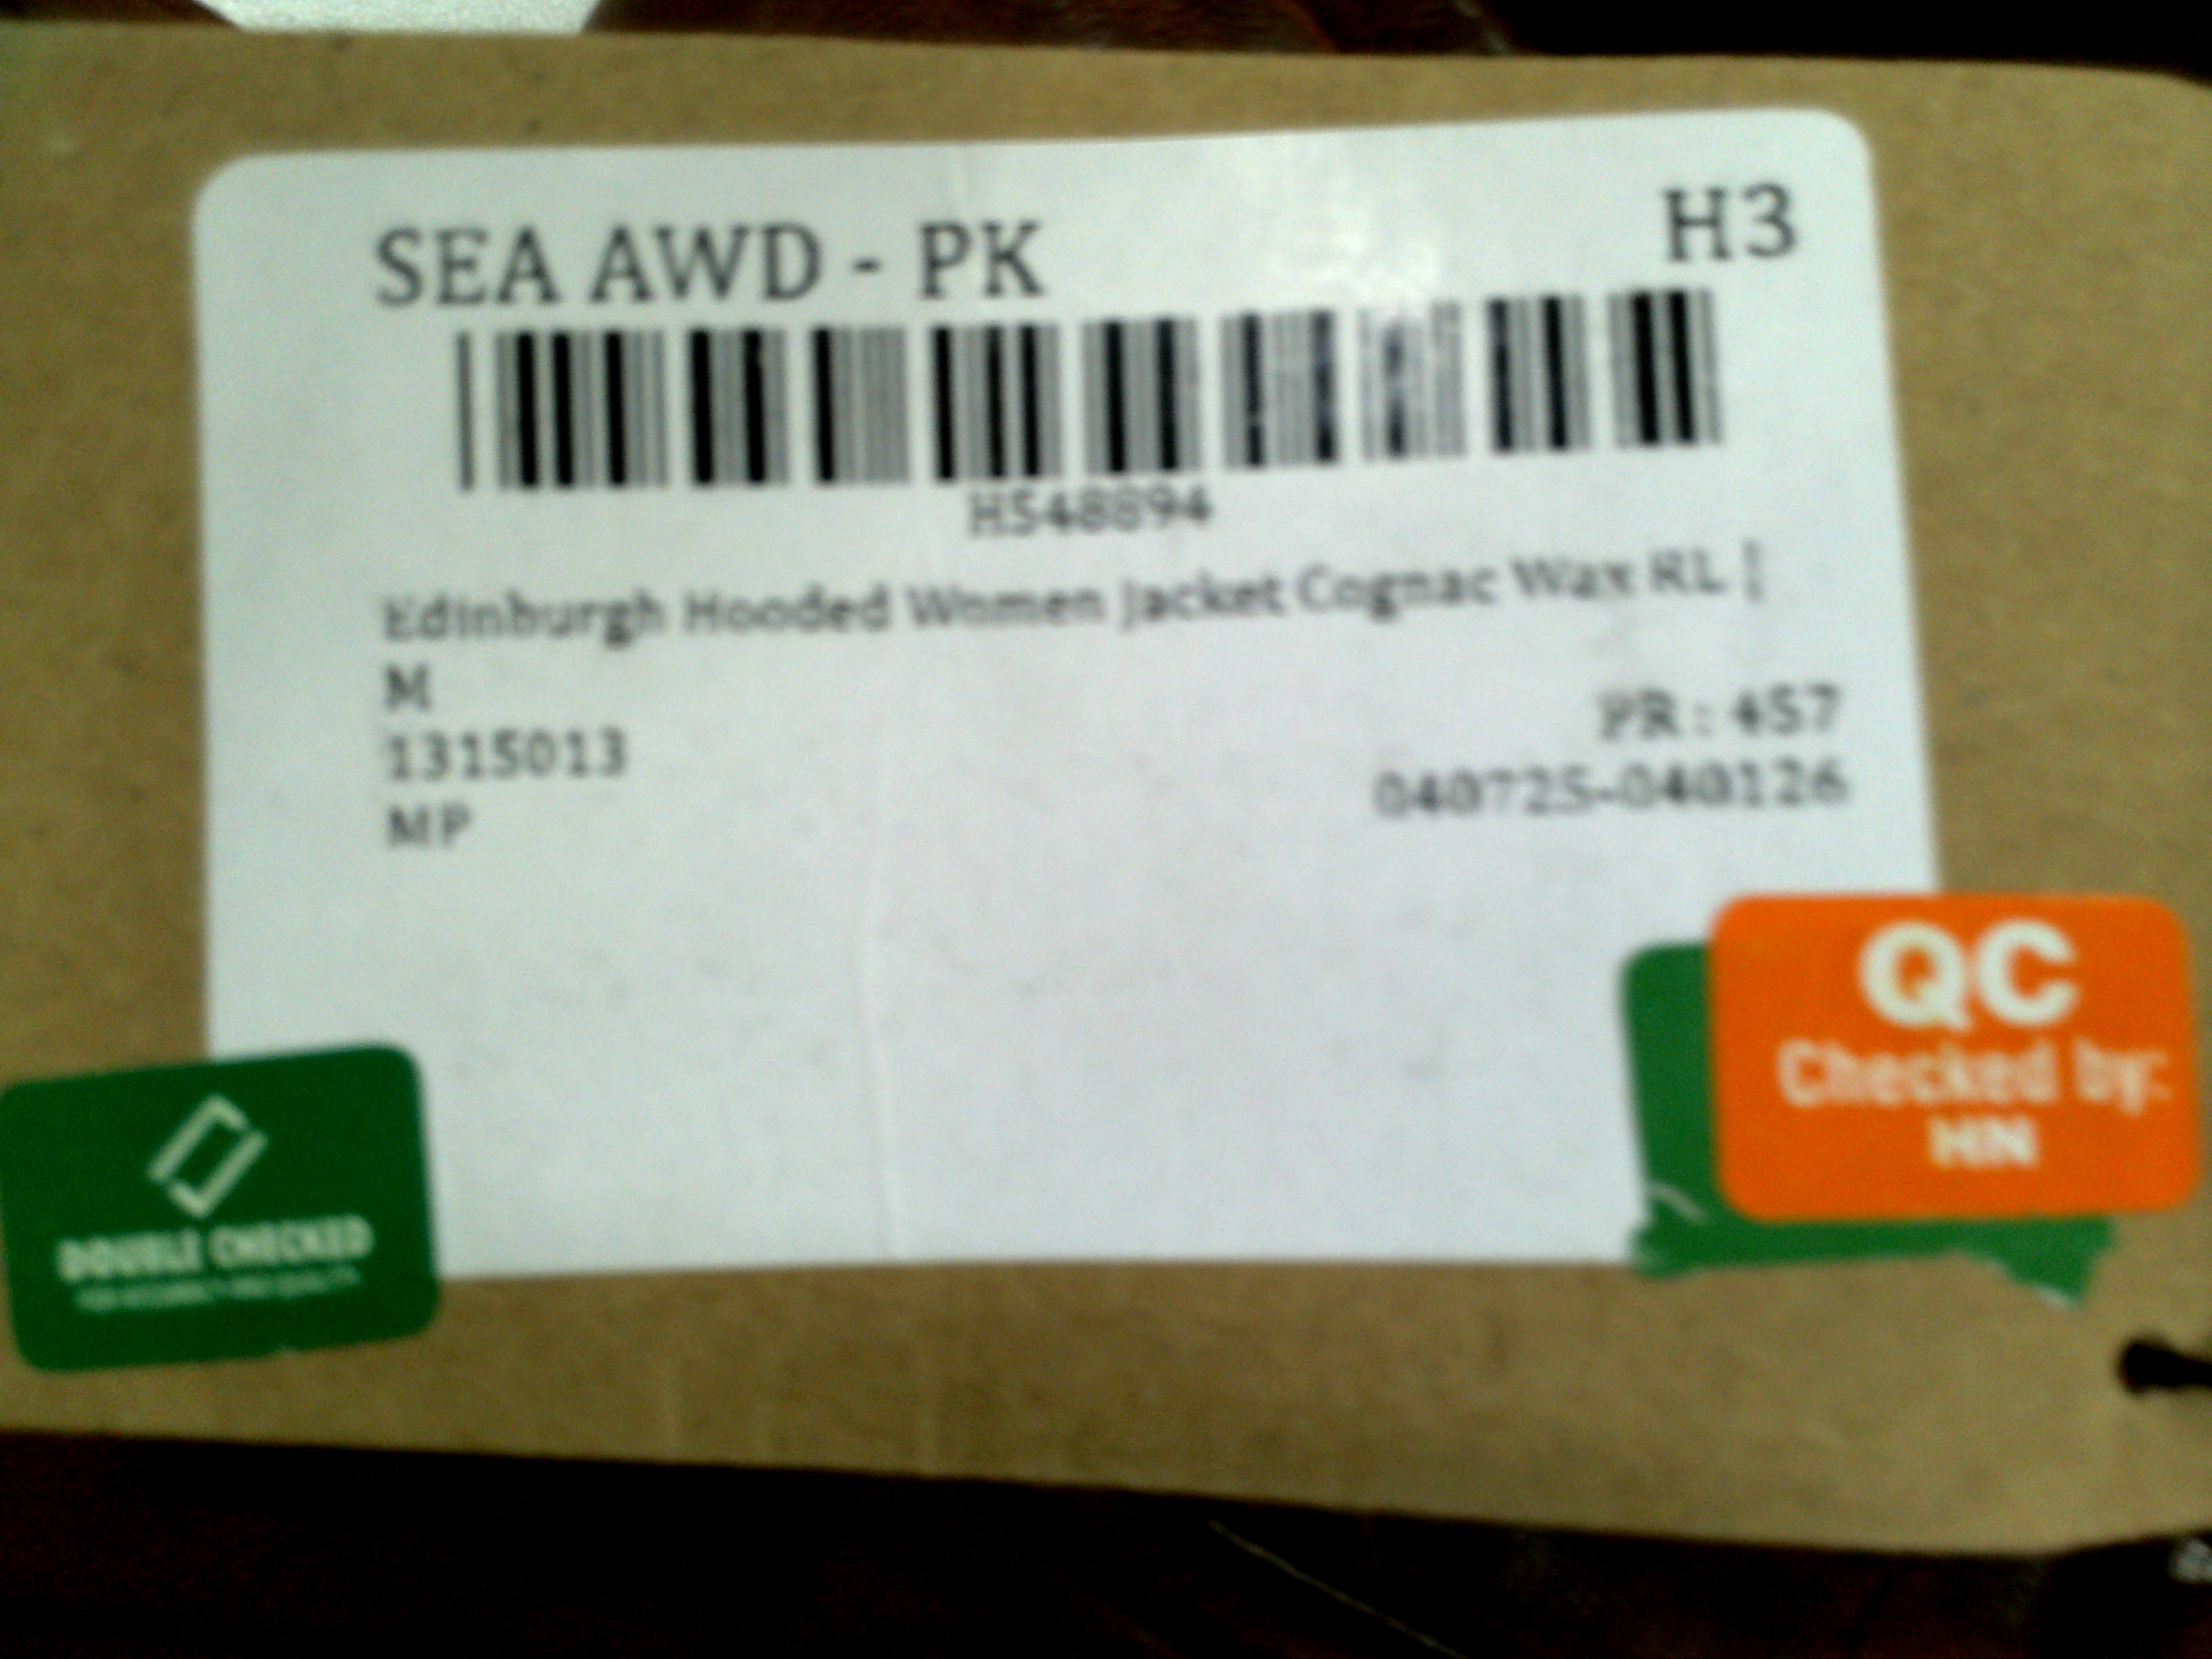 SEA AWD - PK
H3
H548894
Edinburgh Hooded Women Jacket Cognac Wax RL [
M
PR : 457
1315013
040725-040126
MP
QC
Checked by:
HN
DOUBLE CHECKED